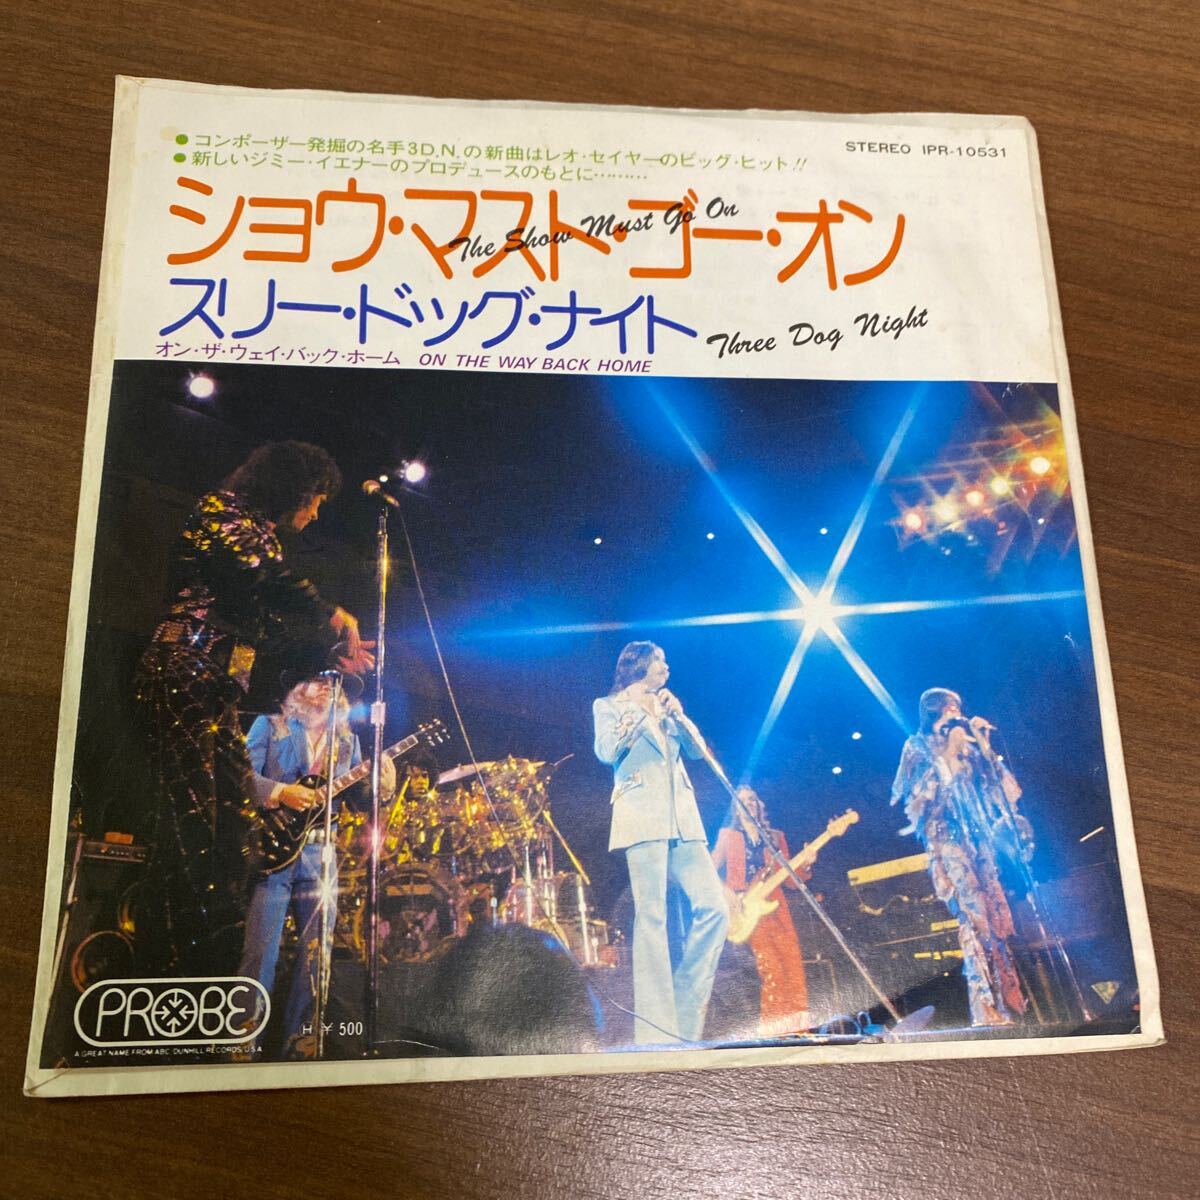 ●コンポーザー発掘の名手3D.N.の新曲はレオ・セイヤーのビッグ・ヒット!!
●新しいジミー・イエナーのプロデュースのもとに………
STEREO IPR-10531
ショウ・マスト・ゴー・オン
The Show Must Go On
スリー・ドッグ・ナイト
Three Dog Night
オン・ザ・ウェイ・バック・ホーム ON THE WAY BACK HOME
PROBE
A GREAT NAME FROM ABC DUNHILL RECORDS, U.S.A.
H ¥ 500